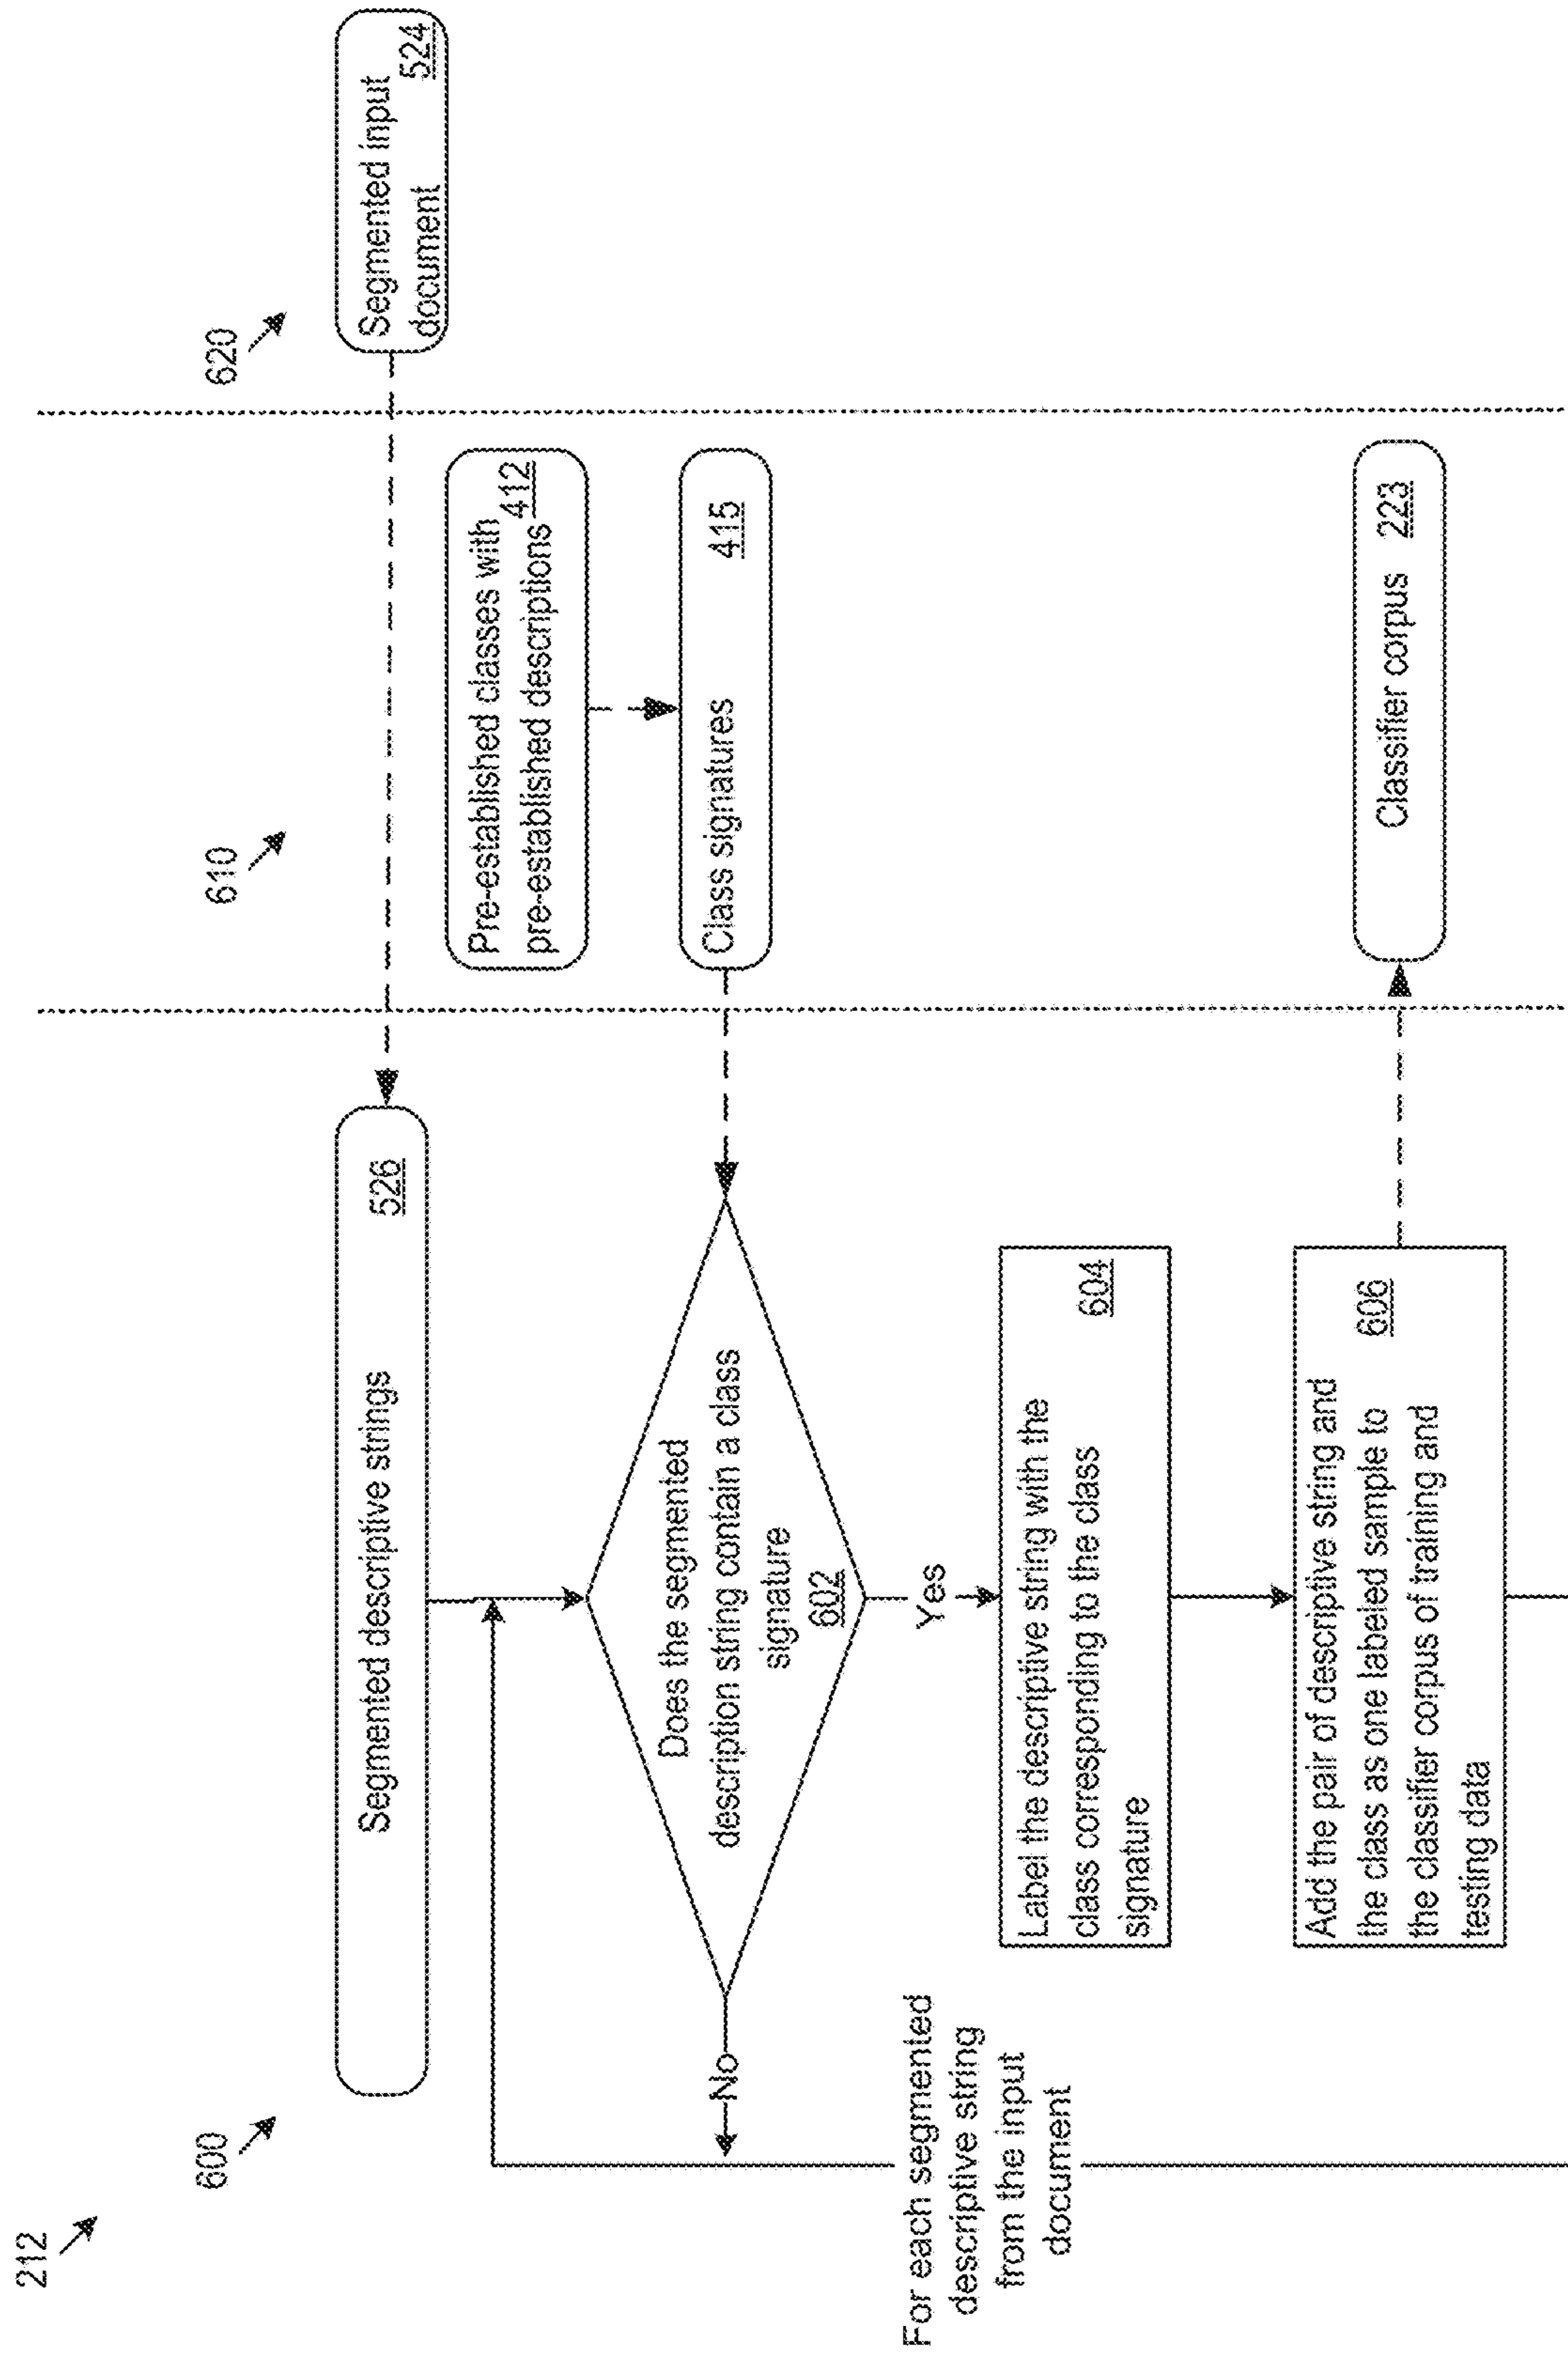 212
600
610
620
Segmented descriptive strings
526
Segmented input
document
524
Pre-established classes with
pre-established descriptions
412
Class signatures
415
Does the segmented
description string contain a class
signature
602
No
Yes
For each segmented
descriptive string
from the input
document
Label the descriptive string with the
class corresponding to the class
signature
604
Add the pair of descriptive string and
the class as one labeled sample to
the classifier corpus of training and
testing data
606
Classifier corpus 223